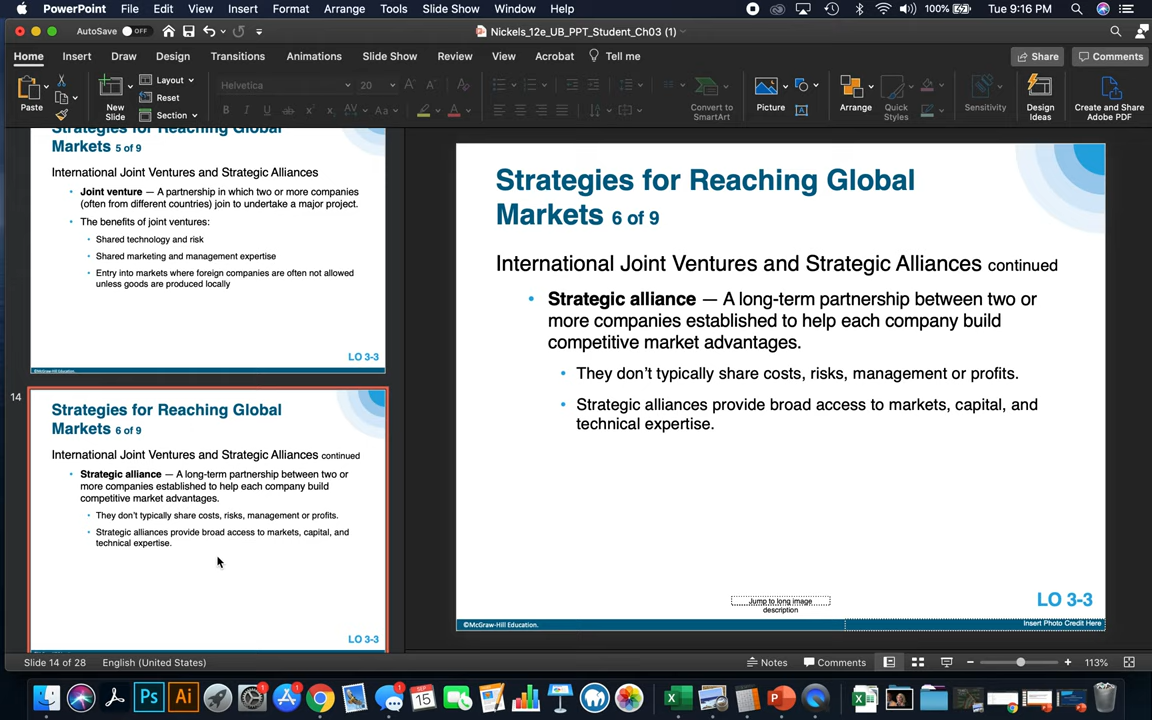 PowerPoint File Edit View Insert Format Arrange Tools Slide Show Window Help 100% Tue 9:16 PM
AutoSave OFF Nickels_12e_UB_PPT_Student_Ch03 (1)
Home Insert Draw Design Transitions Animations Slide Show Review View Acrobat Tell me Share Comments
Paste New Slide Layout Reset Section Helvetica 20 Convert to SmartArt Picture Arrange Quick Styles Sensitivity Design Ideas Create and Share Adobe PDF
Strategies for Reaching Global
Markets 5 of 9
International Joint Ventures and Strategic Alliances
• Joint venture — A partnership in which two or more companies
(often from different countries) join to undertake a major project.
• The benefits of joint ventures:
• Shared technology and risk
• Shared marketing and management expertise
• Entry into markets where foreign companies are often not allowed
unless goods are produced locally
LO 3-3
©McGraw-Hill Education.
14
Strategies for Reaching Global
Markets 6 of 9
International Joint Ventures and Strategic Alliances continued
• Strategic alliance — A long-term partnership between two or
more companies established to help each company build
competitive market advantages.
• They don't typically share costs, risks, management or profits.
• Strategic alliances provide broad access to markets, capital, and
technical expertise.
LO 3-3
Strategies for Reaching Global
Markets 6 of 9
International Joint Ventures and Strategic Alliances continued
• Strategic alliance — A long-term partnership between two or
more companies established to help each company build
competitive market advantages.
• They don't typically share costs, risks, management or profits.
• Strategic alliances provide broad access to markets, capital, and
technical expertise.
Jump to long image
description
LO 3-3
©McGraw-Hill Education. Insert Photo Credit Here
Slide 14 of 28 English (United States) Notes Comments 113%